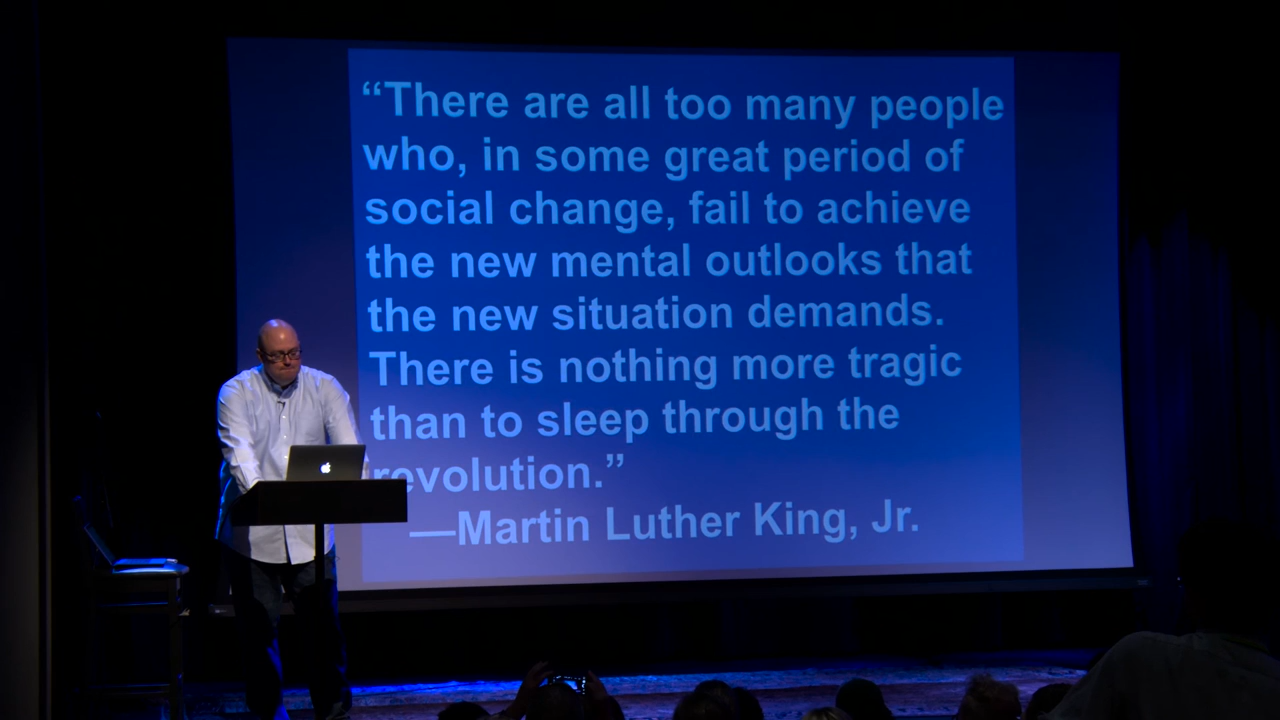 “There are all too many people
who, in some great period of
social change, fail to achieve
the new mental outlooks that
the new situation demands.
There is nothing more tragic
than to sleep through the
revolution.”
—Martin Luther King, Jr.